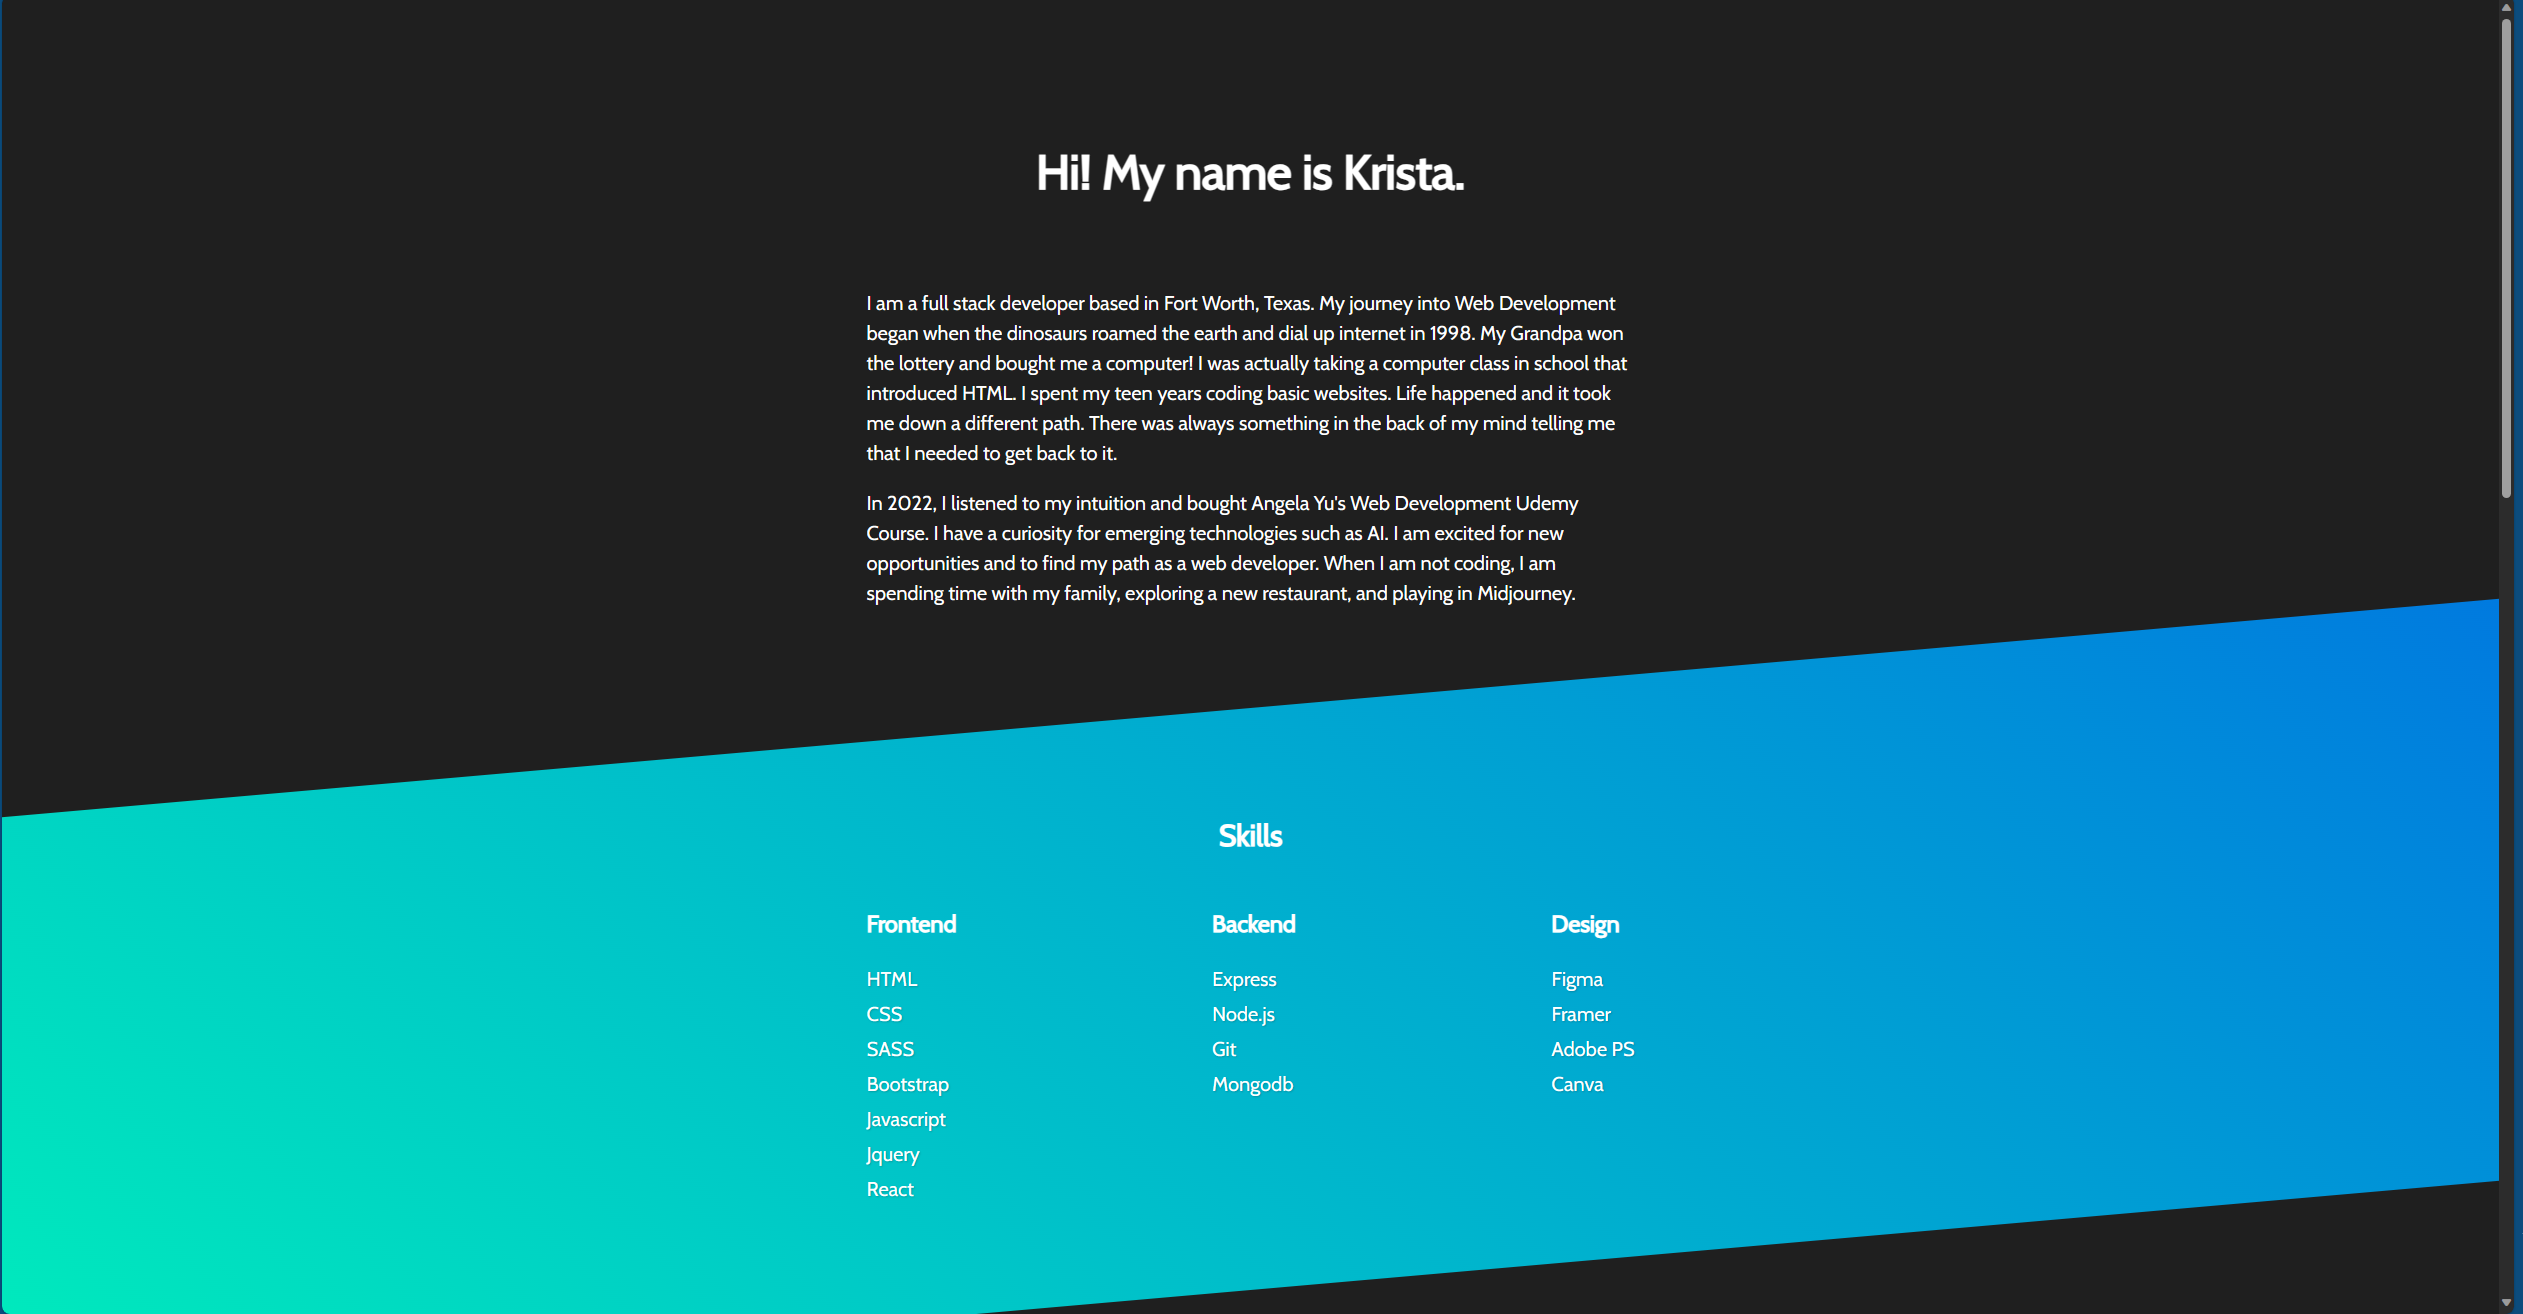 Hi! My name is Krista.
I am a full stack developer based in Fort Worth, Texas. My journey into Web Development
began when the dinosaurs roamed the earth and dial up internet in 1998. My Grandpa won
the lottery and bought me a computer! I was actually taking a computer class in school that
introduced HTML. I spent my teen years coding basic websites. Life happened and it took
me down a different path. There was always something in the back of my mind telling me
that I needed to get back to it.
In 2022, I listened to my intuition and bought Angela Yu's Web Development Udemy
Course. I have a curiosity for emerging technologies such as AI. I am excited for new
opportunities and to find my path as a web developer. When I am not coding, I am
spending time with my family, exploring a new restaurant, and playing in Midjourney.
Skills
Frontend
HTML
CSS
SASS
Bootstrap
Javascript
Jquery
React
Backend
Express
Node.js
Git
Mongodb
Design
Figma
Framer
Adobe PS
Canva